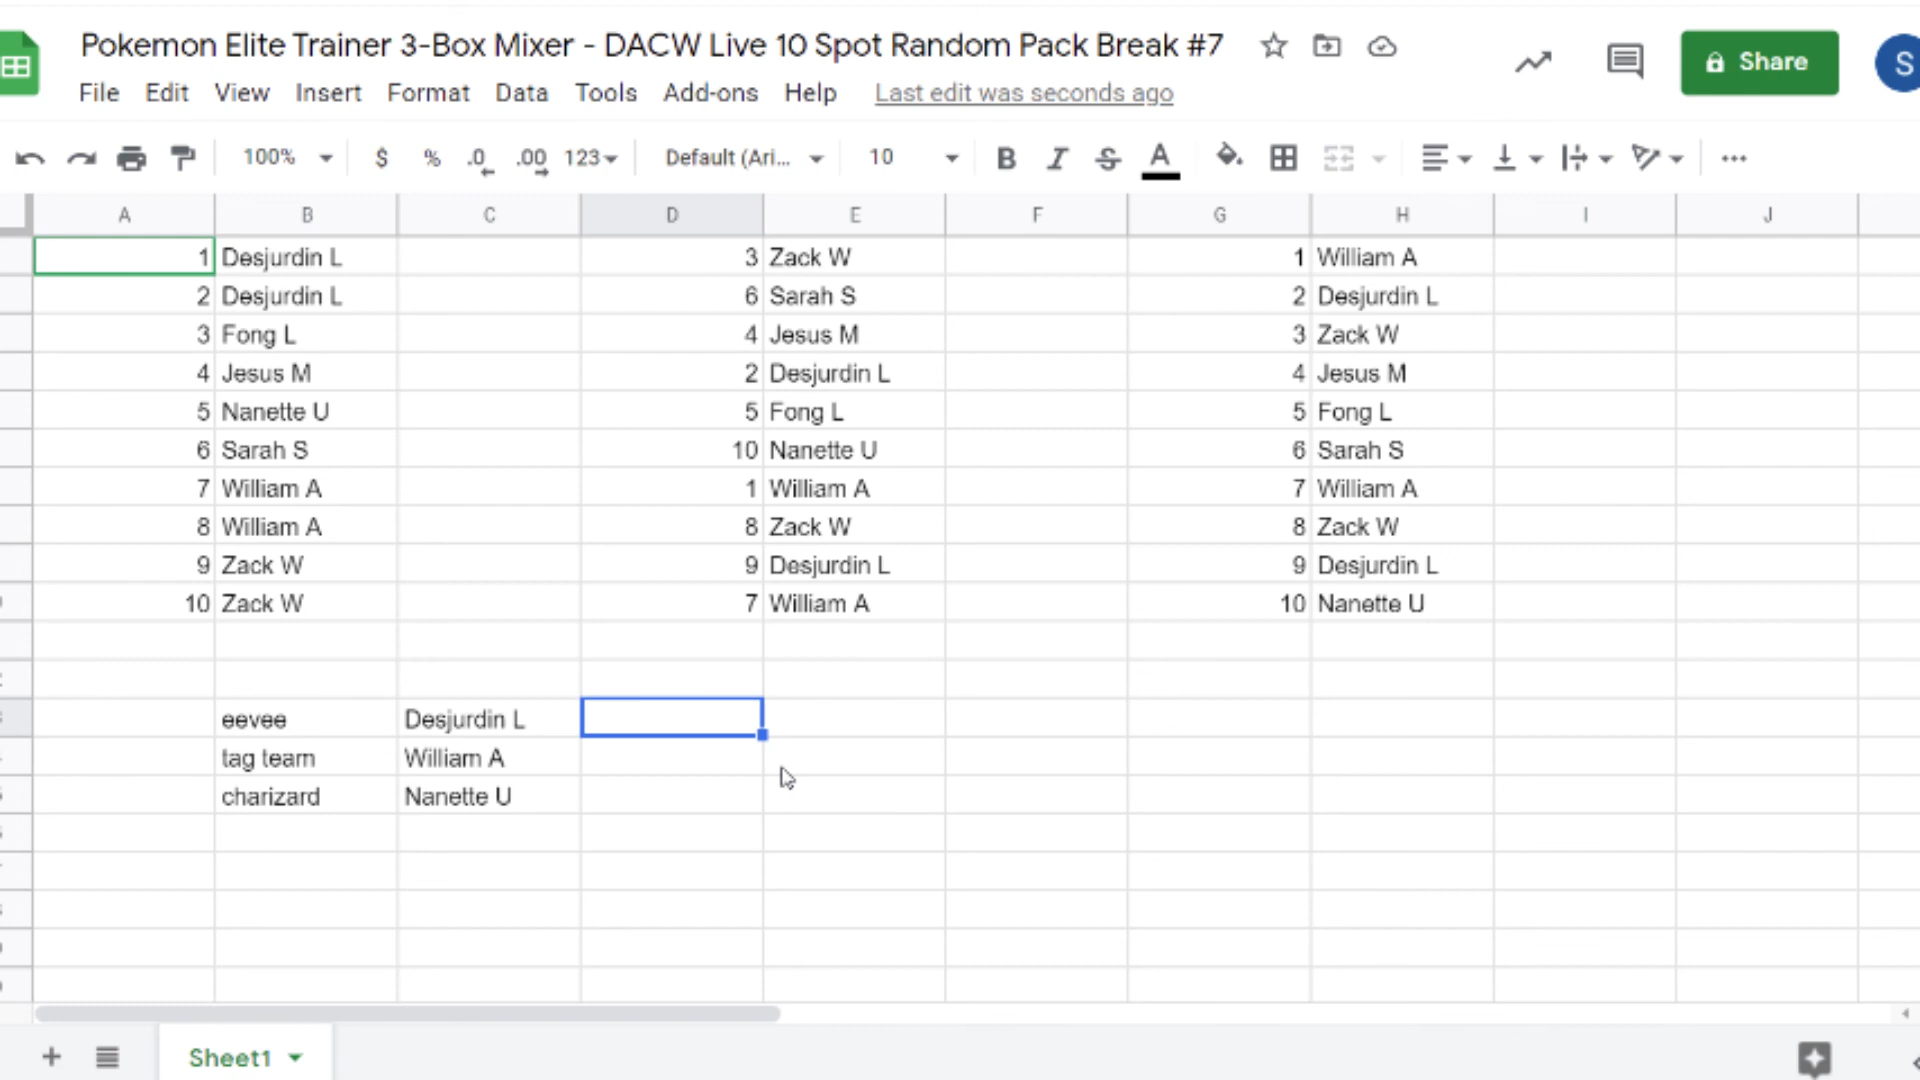 Pokemon Elite Trainer 3-Box Mixer - DACW Live 10 Spot Random Pack Break #7
Share
S
File Edit View Insert Format Data Tools Add-ons Help Last edit was seconds ago
100% $ % .0 .00 123 Default (Ari... 10 B I S A
A B C D E F G H I J
1 Desjurdin L 3 Zack W 1 William A
2 Desjurdin L 6 Sarah S 2 Desjurdin L
3 Fong L 4 Jesus M 3 Zack W
4 Jesus M 2 Desjurdin L 4 Jesus M
5 Nanette U 5 Fong L 5 Fong L
6 Sarah S 10 Nanette U 6 Sarah S
7 William A 1 William A 7 William A
8 William A 8 Zack W 8 Zack W
9 Zack W 9 Desjurdin L 9 Desjurdin L
10 Zack W 7 William A 10 Nanette U
eevee Desjurdin L
tag team William A
charizard Nanette U
Sheet1